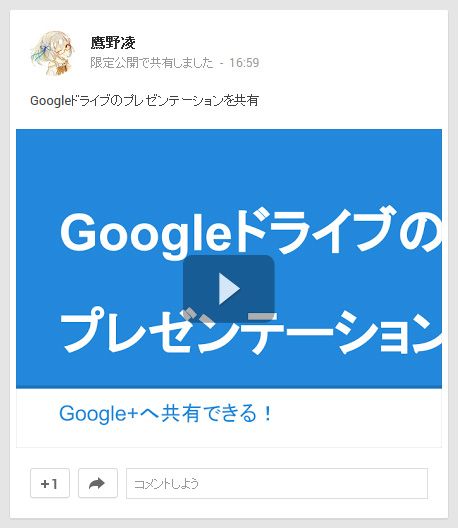 鷹野凌
限定公開で共有しました - 16:59
Googleドライブのプレゼンテーションを共有
Googleドライブの
プレゼンテーション
Google+へ共有できる！
+1
コメントしよう